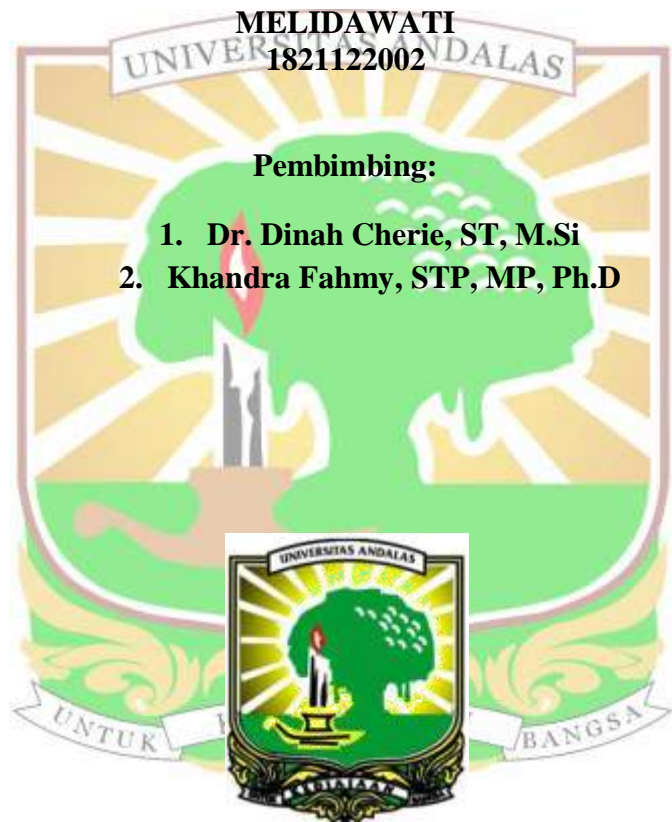 MELIDAWATI
UNIVERSITAS ANDALAS
1821122002
Pembimbing:
1. Dr. Dinah Cherie, ST, M.Si
2. Khandra Fahmy, STP, MP, Ph.D
UNIVERSITAS ANDALAS
UNTUK
BANGSA
KEDJAJAAN